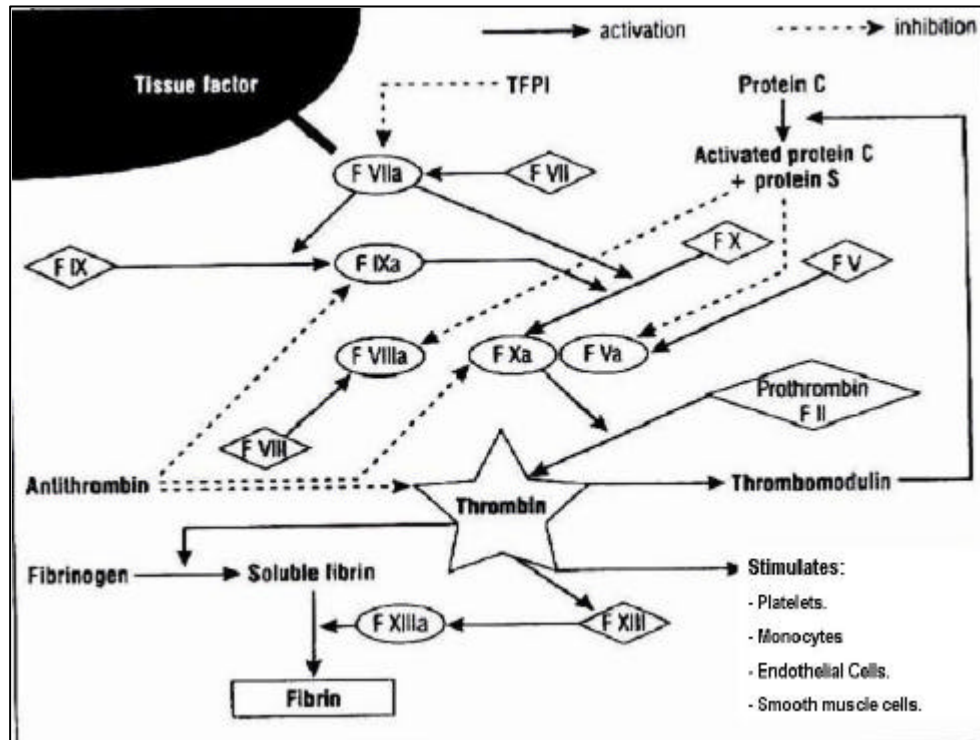 activation
inhibition
Tissue factor
TFPI
Protein C
Activated protein C
+ protein S
F VIIa
F VII
F IX
F IXa
F X
F V
F VIIIa
F Xa
F Va
Prothrombin
F II
F VIII
Antithrombin
Thrombin
Thrombomodulin
Fibrinogen
Soluble fibrin
Stimulates:
- Platelets.
- Monocytes
- Endothelial Cells.
- Smooth muscle cells.
F XIIIa
F XIII
Fibrin